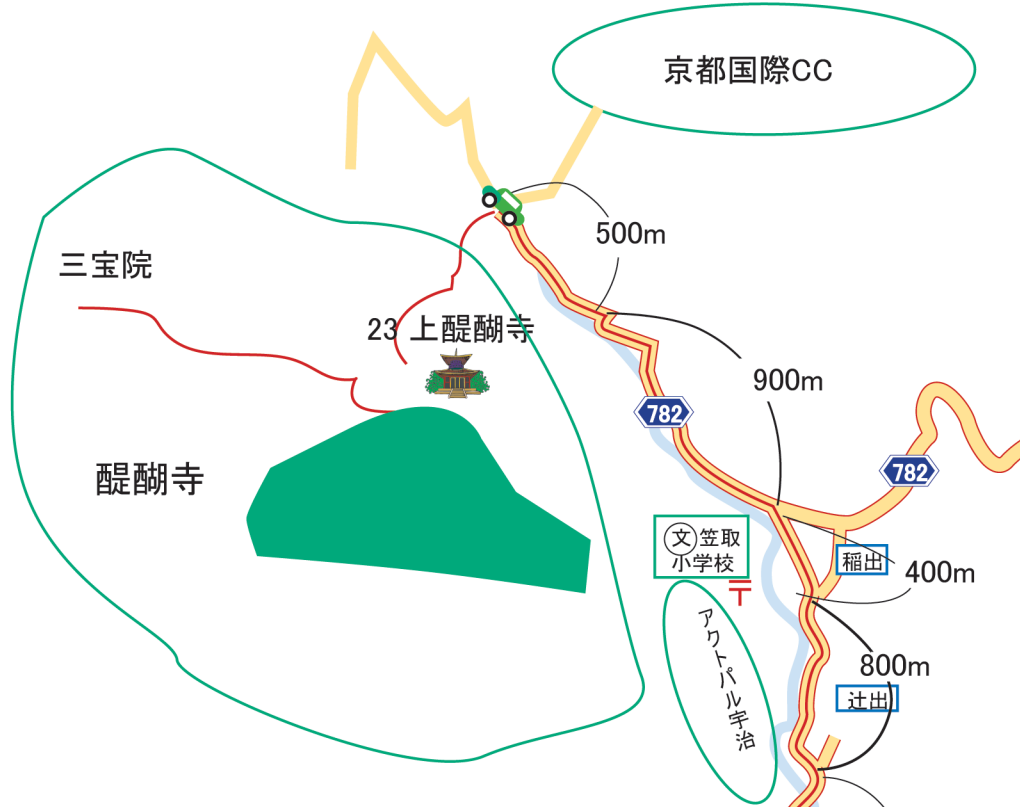 京都国際CC
500m
三宝院
23 上醍醐寺
900m
782
782
醍醐寺
文 笠取
小学校
稲出
400m
〒
アクトパル宇治
800m
辻出